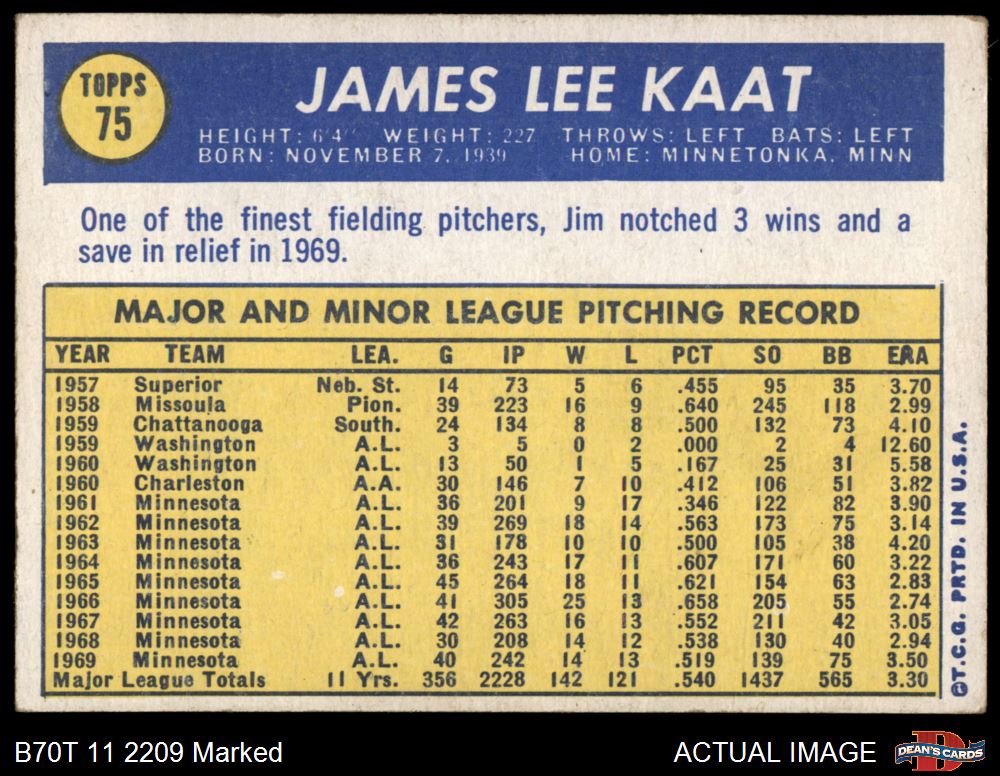 TOPPS
75
JAMES LEE KAAT
HEIGHT: 6'4" WEIGHT: 227 THROWS: LEFT BATS: LEFT
BORN: NOVEMBER 7, 1939 HOME: MINNETONKA, MINN
One of the finest fielding pitchers, Jim notched 3 wins and a
save in relief in 1969.
MAJOR AND MINOR LEAGUE PITCHING RECORD
YEAR TEAM LEA. G IP W L PCT SO BB ERA
1957 Superior Neb. St. 14 73 5 6 .455 95 35 3.70
1958 Missoula Pion. 39 223 16 9 .640 245 118 2.99
1959 Chattanooga South. 24 134 8 8 .500 132 73 4.10
1959 Washington A.L. 3 5 0 2 .000 2 4 12.60
1960 Washington A.L. 13 50 1 5 .167 25 31 5.58
1960 Charleston A.A. 30 146 7 10 .412 106 51 3.82
1961 Minnesota A.L. 36 201 9 17 .346 122 82 3.90
1962 Minnesota A.L. 39 269 18 14 .563 173 75 3.14
1963 Minnesota A.L. 31 178 10 10 .500 105 38 4.20
1964 Minnesota A.L. 36 243 17 11 .607 171 60 3.22
1965 Minnesota A.L. 45 264 18 11 .621 154 63 2.83
1966 Minnesota A.L. 41 305 25 13 .658 205 55 2.74
1967 Minnesota A.L. 42 263 16 13 .552 211 42 3.05
1968 Minnesota A.L. 30 208 14 12 .538 130 40 2.94
1969 Minnesota A.L. 40 242 14 13 .519 139 75 3.50
Major League Totals 11 Yrs. 356 2228 142 121 .540 1437 565 3.30
©T.C.G. PRTD. IN U.S.A.
B70T 11 2209 Marked
ACTUAL IMAGE
D
DEAN'S CARDS